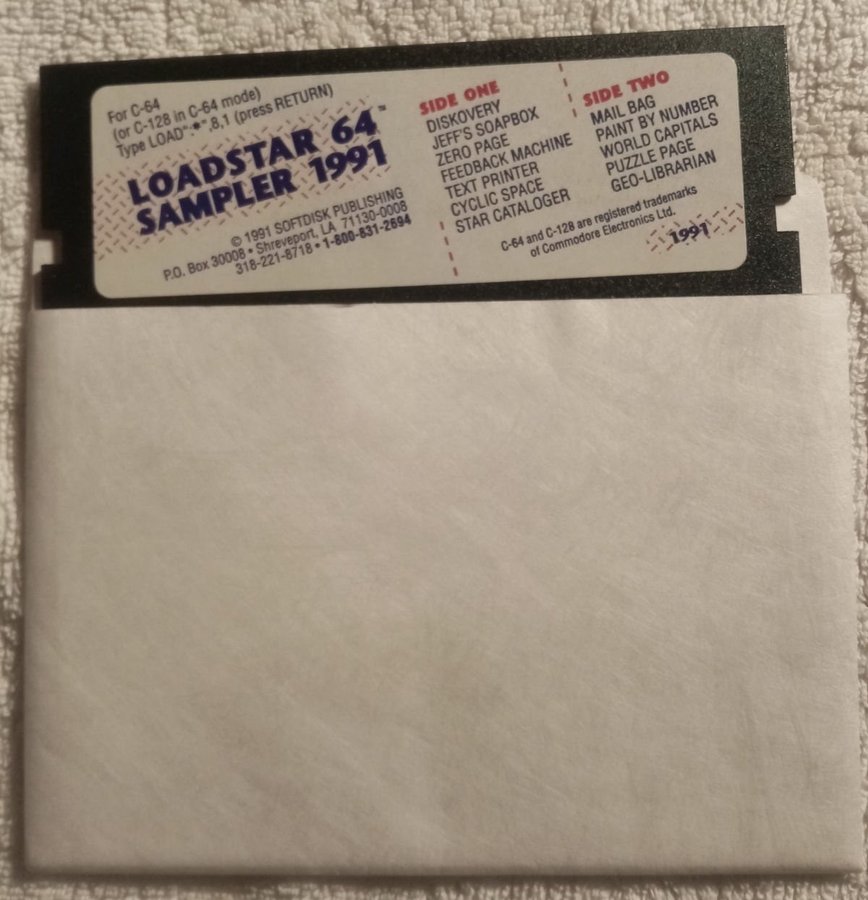 For C-64
(or C-128 in C-64 mode)
Type LOAD":*",8,1 (press RETURN)
LOADSTAR 64™
SAMPLER 1991
© 1991 SOFTDISK PUBLISHING
P.O. Box 30008 • Shreveport, LA 71130-0008
318-221-8718 • 1-800-831-2694
SIDE ONE
DISKOVERY
JEFF'S SOAPBOX
ZERO PAGE
FEEDBACK MACHINE
TEXT PRINTER
CYCLIC SPACE
STAR CATALOGER
SIDE TWO
MAIL BAG
PAINT BY NUMBER
WORLD CAPITALS
PUZZLE PAGE
GEO-LIBRARIAN
C-64 and C-128 are registered trademarks
of Commodore Electronics Ltd.
1991